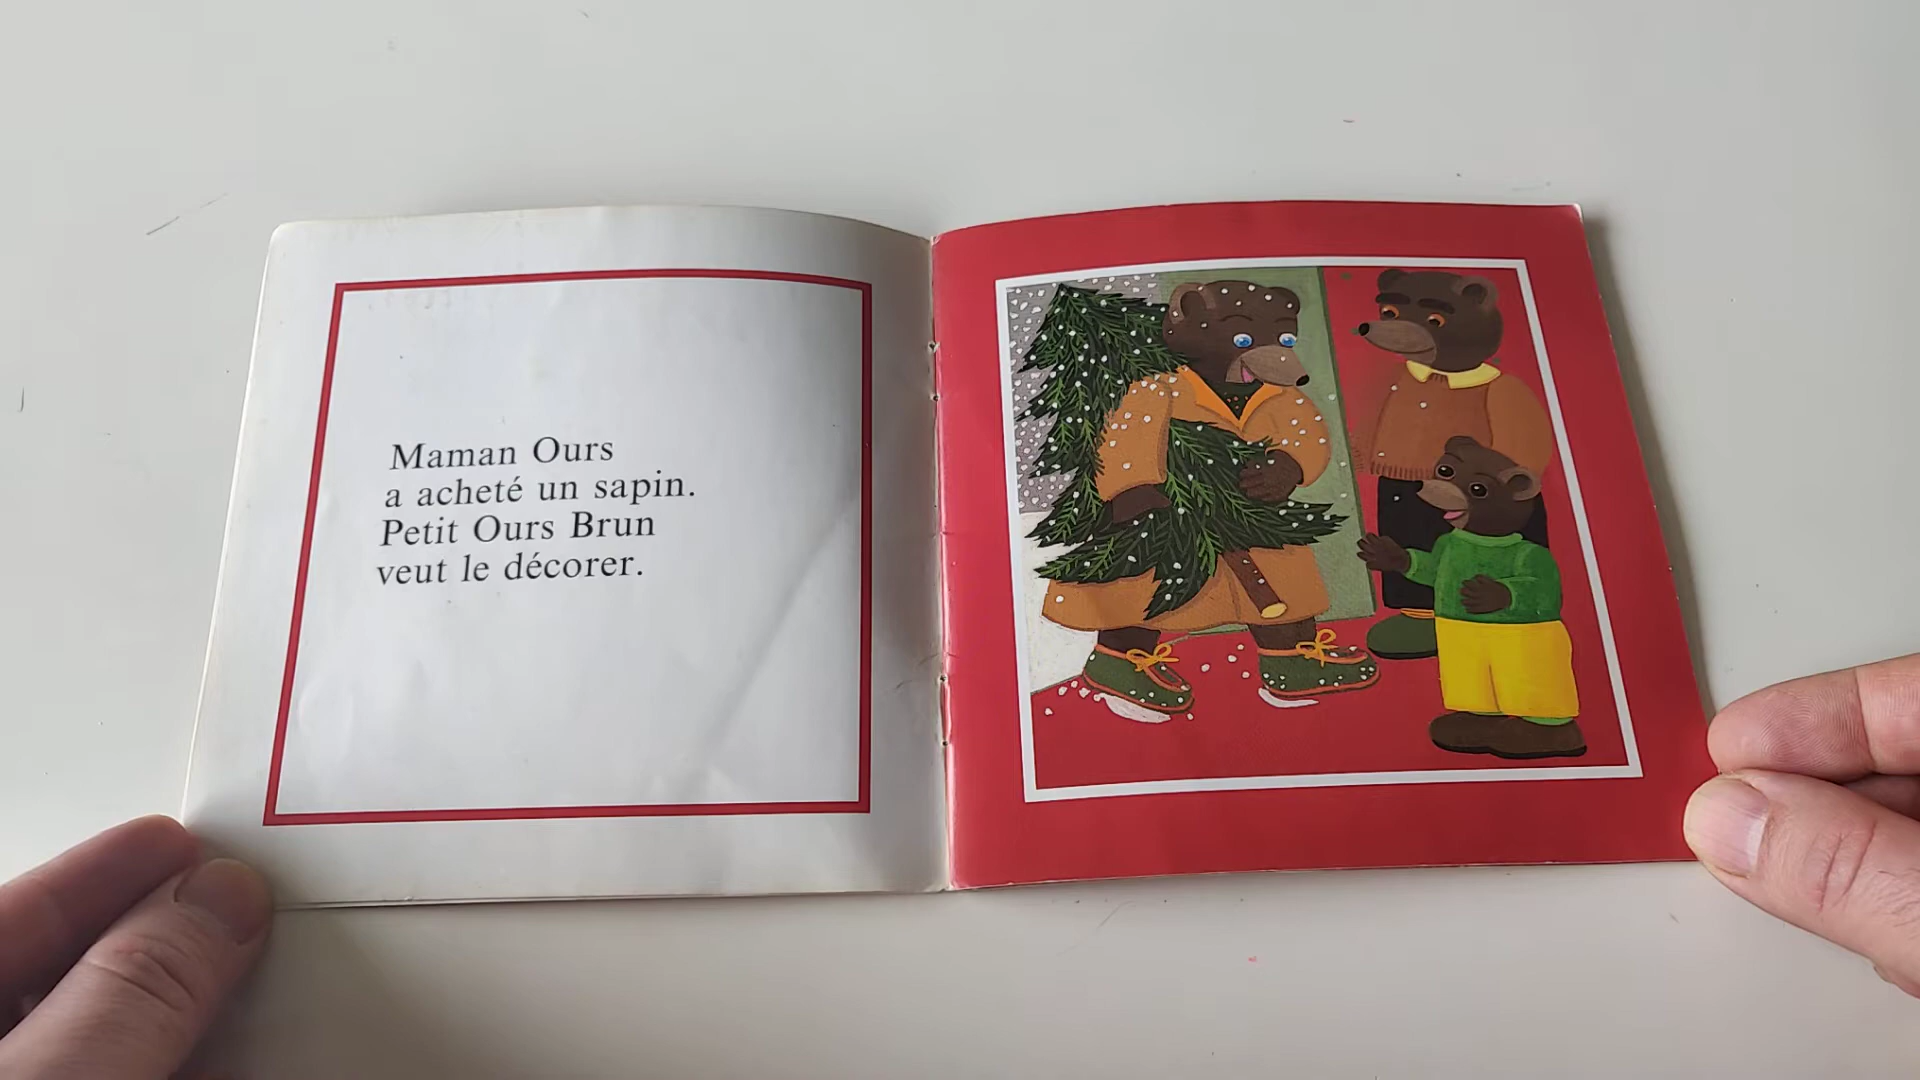 Maman Ours
a acheté un sapin.
Petit Ours Brun
veut le décorer.